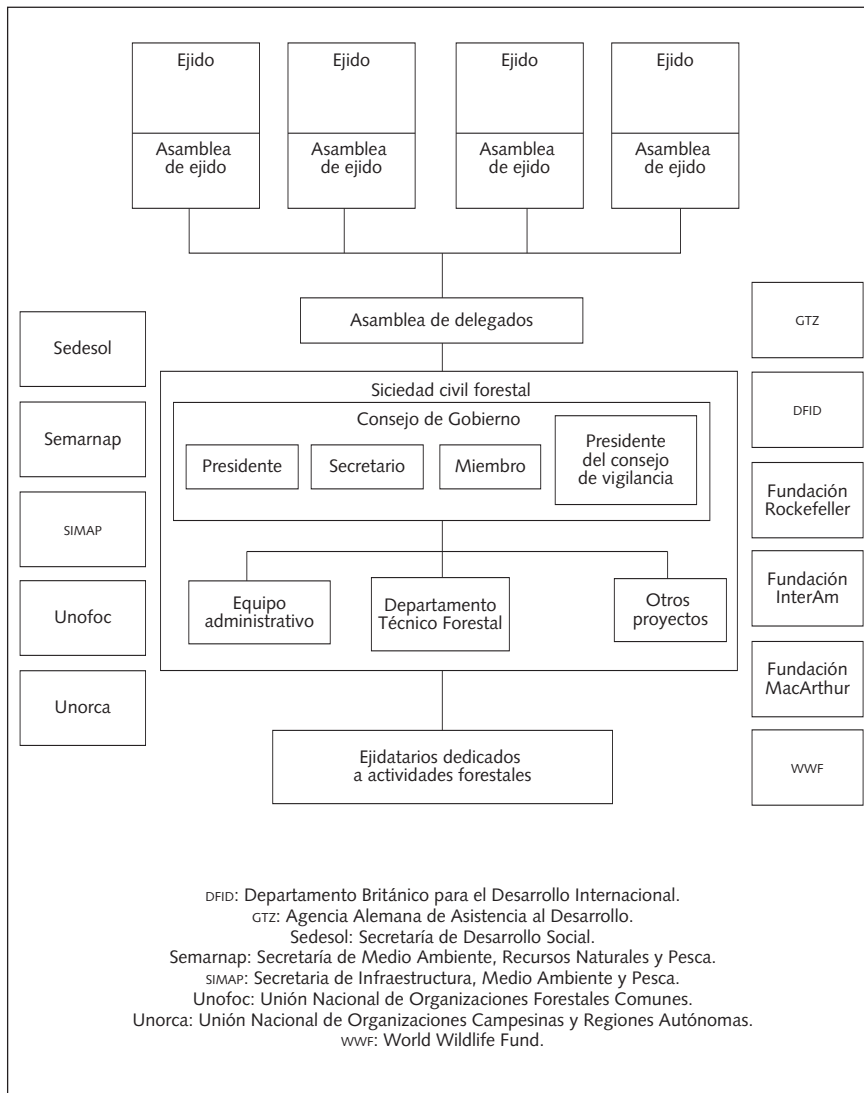 Ejido
Ejido
Ejido
Ejido
Asamblea
de ejido
Asamblea
de ejido
Asamblea
de ejido
Asamblea
de ejido
Asamblea de delegados
Sedesol
Semarnap
SIMAP
Unofoc
Unorca
Siciedad civil forestal
Consejo de Gobierno
Presidente
Secretario
Miembro
Presidente
del consejo
de vigilancia
Equipo
administrativo
Departamento
Técnico Forestal
Otros
proyectos
Ejidatarios dedicados
a actividades forestales
GTZ
DFID
Fundación
Rockefeller
Fundación
InterAm
Fundación
MacArthur
WWF
DFID: Departamento Británico para el Desarrollo Internacional.
GTZ: Agencia Alemana de Asistencia al Desarrollo.
Sedesol: Secretaría de Desarrollo Social.
Semarnap: Secretaría de Medio Ambiente, Recursos Naturales y Pesca.
SIMAP: Secretaria de Infraestructura, Medio Ambiente y Pesca.
Unofoc: Unión Nacional de Organizaciones Forestales Comunes.
Unorca: Unión Nacional de Organizaciones Campesinas y Regiones Autónomas.
WWF: World Wildlife Fund.